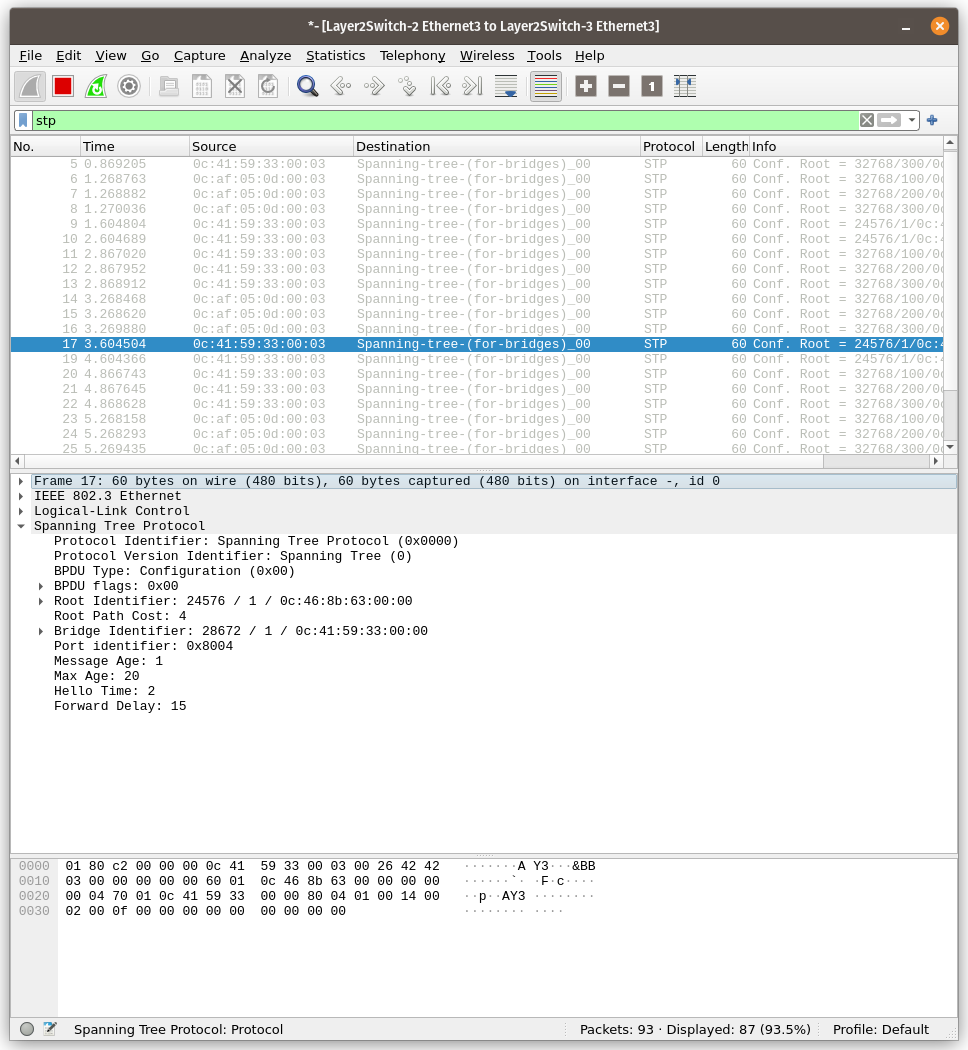 *- [Layer2Switch-2 Ethernet3 to Layer2Switch-3 Ethernet3]
File Edit View Go Capture Analyze Statistics Telephony Wireless Tools Help
stp
No. Time Source Destination Protocol Length Info
5 0.869205 0c:41:59:33:00:03 Spanning-tree-(for-bridges)_00 STP 60 Conf. Root = 32768/300/0c
6 1.268763 0c:af:05:0d:00:03 Spanning-tree-(for-bridges)_00 STP 60 Conf. Root = 32768/100/0c
7 1.268882 0c:af:05:0d:00:03 Spanning-tree-(for-bridges)_00 STP 60 Conf. Root = 32768/200/0c
8 1.270036 0c:af:05:0d:00:03 Spanning-tree-(for-bridges)_00 STP 60 Conf. Root = 32768/300/0c
9 1.604804 0c:41:59:33:00:03 Spanning-tree-(for-bridges)_00 STP 60 Conf. Root = 24576/1/0c:4
10 2.604689 0c:41:59:33:00:03 Spanning-tree-(for-bridges)_00 STP 60 Conf. Root = 24576/1/0c:4
11 2.867020 0c:41:59:33:00:03 Spanning-tree-(for-bridges)_00 STP 60 Conf. Root = 32768/100/0c
12 2.867952 0c:41:59:33:00:03 Spanning-tree-(for-bridges)_00 STP 60 Conf. Root = 32768/200/0c
13 2.868912 0c:41:59:33:00:03 Spanning-tree-(for-bridges)_00 STP 60 Conf. Root = 32768/300/0c
14 3.268468 0c:af:05:0d:00:03 Spanning-tree-(for-bridges)_00 STP 60 Conf. Root = 32768/100/0c
15 3.268620 0c:af:05:0d:00:03 Spanning-tree-(for-bridges)_00 STP 60 Conf. Root = 32768/200/0c
16 3.269880 0c:af:05:0d:00:03 Spanning-tree-(for-bridges)_00 STP 60 Conf. Root = 32768/300/0c
17 3.604504 0c:41:59:33:00:03 Spanning-tree-(for-bridges)_00 STP 60 Conf. Root = 24576/1/0c:4
19 4.604366 0c:41:59:33:00:03 Spanning-tree-(for-bridges)_00 STP 60 Conf. Root = 24576/1/0c:4
20 4.866743 0c:41:59:33:00:03 Spanning-tree-(for-bridges)_00 STP 60 Conf. Root = 32768/100/0c
21 4.867645 0c:41:59:33:00:03 Spanning-tree-(for-bridges)_00 STP 60 Conf. Root = 32768/200/0c
22 4.868628 0c:41:59:33:00:03 Spanning-tree-(for-bridges)_00 STP 60 Conf. Root = 32768/300/0c
23 5.268158 0c:af:05:0d:00:03 Spanning-tree-(for-bridges)_00 STP 60 Conf. Root = 32768/100/0c
24 5.268293 0c:af:05:0d:00:03 Spanning-tree-(for-bridges)_00 STP 60 Conf. Root = 32768/200/0c
25 5.269435 0c:af:05:0d:00:03 Spanning-tree-(for-bridges)_00 STP 60 Conf. Root = 32768/300/0c
Frame 17: 60 bytes on wire (480 bits), 60 bytes captured (480 bits) on interface -, id 0
IEEE 802.3 Ethernet
Logical-Link Control
Spanning Tree Protocol
Protocol Identifier: Spanning Tree Protocol (0x0000)
Protocol Version Identifier: Spanning Tree (0)
BPDU Type: Configuration (0x00)
BPDU flags: 0x00
Root Identifier: 24576 / 1 / 0c:46:8b:63:00:00
Root Path Cost: 4
Bridge Identifier: 28672 / 1 / 0c:41:59:33:00:00
Port identifier: 0x8004
Message Age: 1
Max Age: 20
Hello Time: 2
Forward Delay: 15
0000 01 80 c2 00 00 00 0c 41 59 33 00 03 00 26 42 42 ·······A Y3···&BB
0010 03 00 00 00 00 00 60 01 0c 46 8b 63 00 00 00 00 ······`· ·F·c····
0020 00 04 70 01 0c 41 59 33 00 00 80 04 01 00 14 00 ··p··AY3 ········
0030 02 00 0f 00 00 00 00 00 00 00 00 00 ········ ····
Spanning Tree Protocol: Protocol Packets: 93 · Displayed: 87 (93.5%) Profile: Default